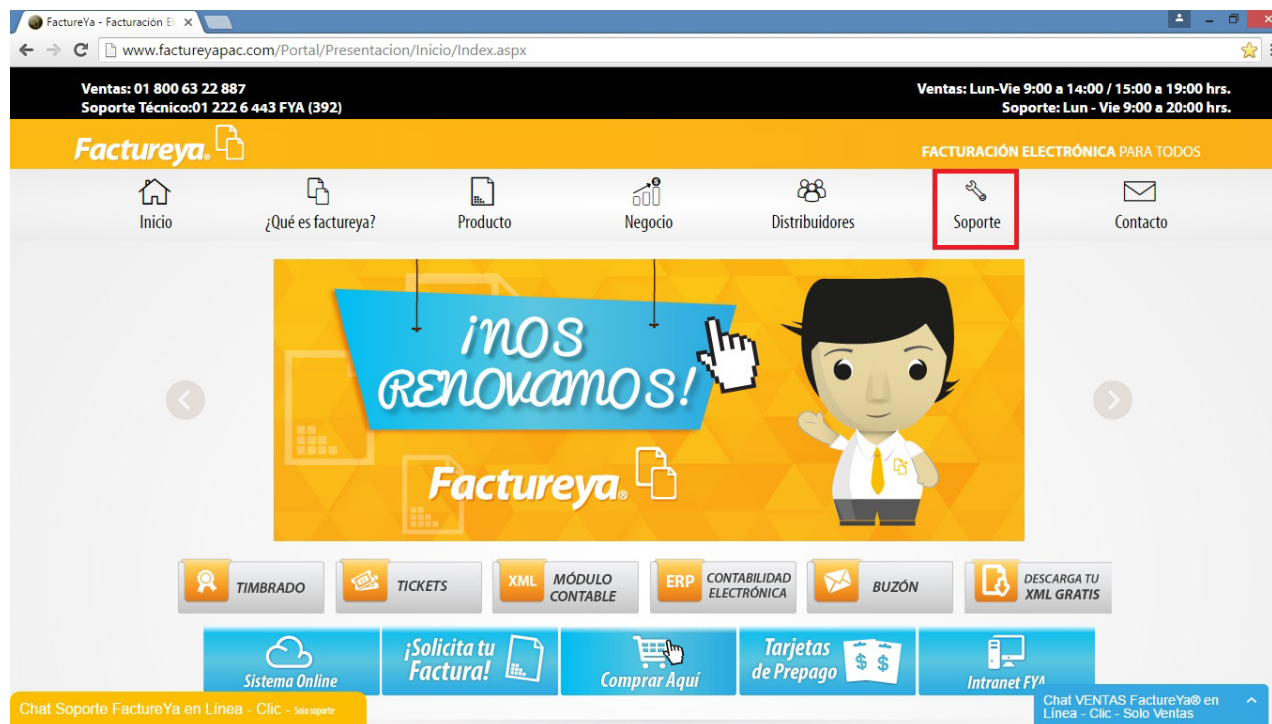 FactureYa - Facturación El
www.factureyapac.com/Portal/Presentacion/Inicio/Index.aspx
Ventas: 01 800 63 22 887
Soporte Técnico:01 222 6 443 FYA (392)
Ventas: Lun-Vie 9:00 a 14:00 / 15:00 a 19:00 hrs.
Soporte: Lun - Vie 9:00 a 20:00 hrs.
Factureya®
FACTURACIÓN ELECTRÓNICA PARA TODOS
Inicio
¿Qué es factureya?
Producto
Negocio
Distribuidores
Soporte
Contacto
¡NOS
RENOVAMOS!
Factureya®
TIMBRADO
TICKETS
XML
MÓDULO
CONTABLE
ERP
CONTABILIDAD
ELECTRÓNICA
BUZÓN
DESCARGA TU
XML GRATIS
Sistema Online
¡Solicita tu
Factura!
Comprar Aquí
Tarjetas
de Prepago
$ $
Intranet FYA
Chat Soporte FactureYa en Línea - Clic - Solo soporte
Chat VENTAS FactureYa® en
Línea - Clic - Solo Ventas